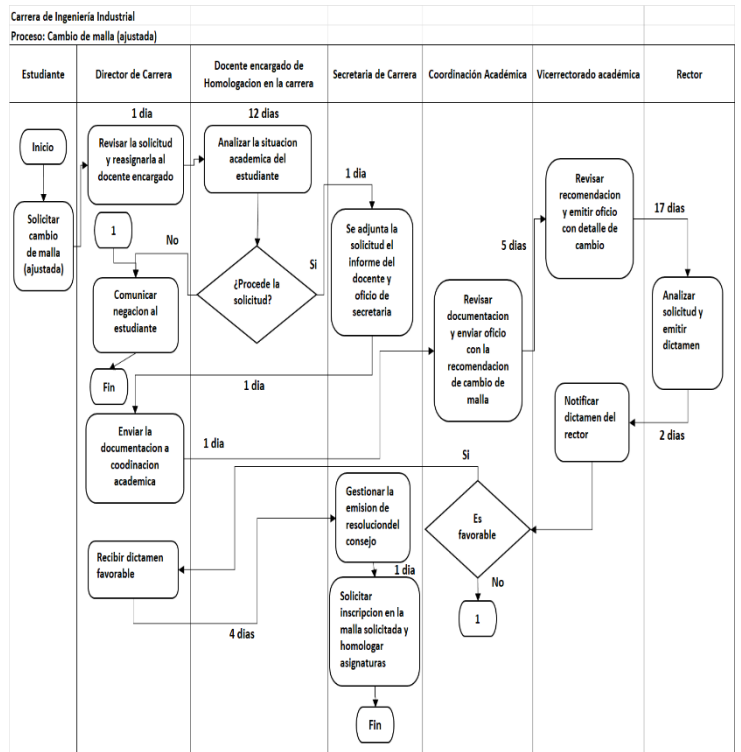 Carrera de Ingeniería Industrial
Proceso: Cambio de malla (ajustada)
Estudiante
Director de Carrera
Docente encargado de
Homologacion en la carrera
Secretaria de Carrera
Coordinación Académica
Vicerrectorado académica
Rector
1 dia
12 dias
Inicio
Revisar la solicitud
y reasignarla al
docente encargado
Analizar la situacion
academica del
estudiante
1 dia
Solicitar
cambio
de malla
(ajustada)
1
No
Si
¿Procede la
solicitud?
Se adjunta la
solicitud el
informe del
docente y
oficio de
secretaria
5 dias
Revisar
recomendacion
y emitir oficio
con detalle de
cambio
17 dias
Comunicar
negacion al
estudiante
Fin
Revisar
documentacion
y enviar oficio
con la
recomendacion
de cambio de
malla
Analizar
solicitud y
emitir
dictamen
1 dia
Enviar la
documentacion a
coodinacion
academica
1 dia
Notificar
dictamen del
rector
2 dias
Si
Gestionar la
emision de
resoluciondel
consejo
Es
favorable
Recibir dictamen
favorable
1 dia
No
4 dias
Solicitar
inscripcion en la
malla solicitada y
homologar
asignaturas
1
Fin